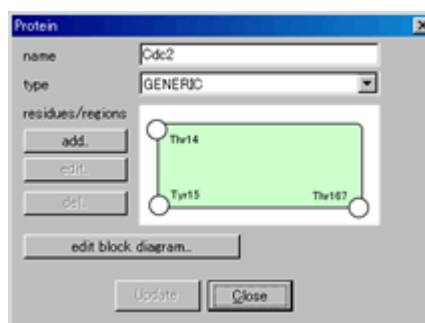 Protein
name Cdc2
type GENERIC
residues/regions
add.
edit..
del..
Thr14
Tyr15 Thr167
edit block diagram..
Update Close